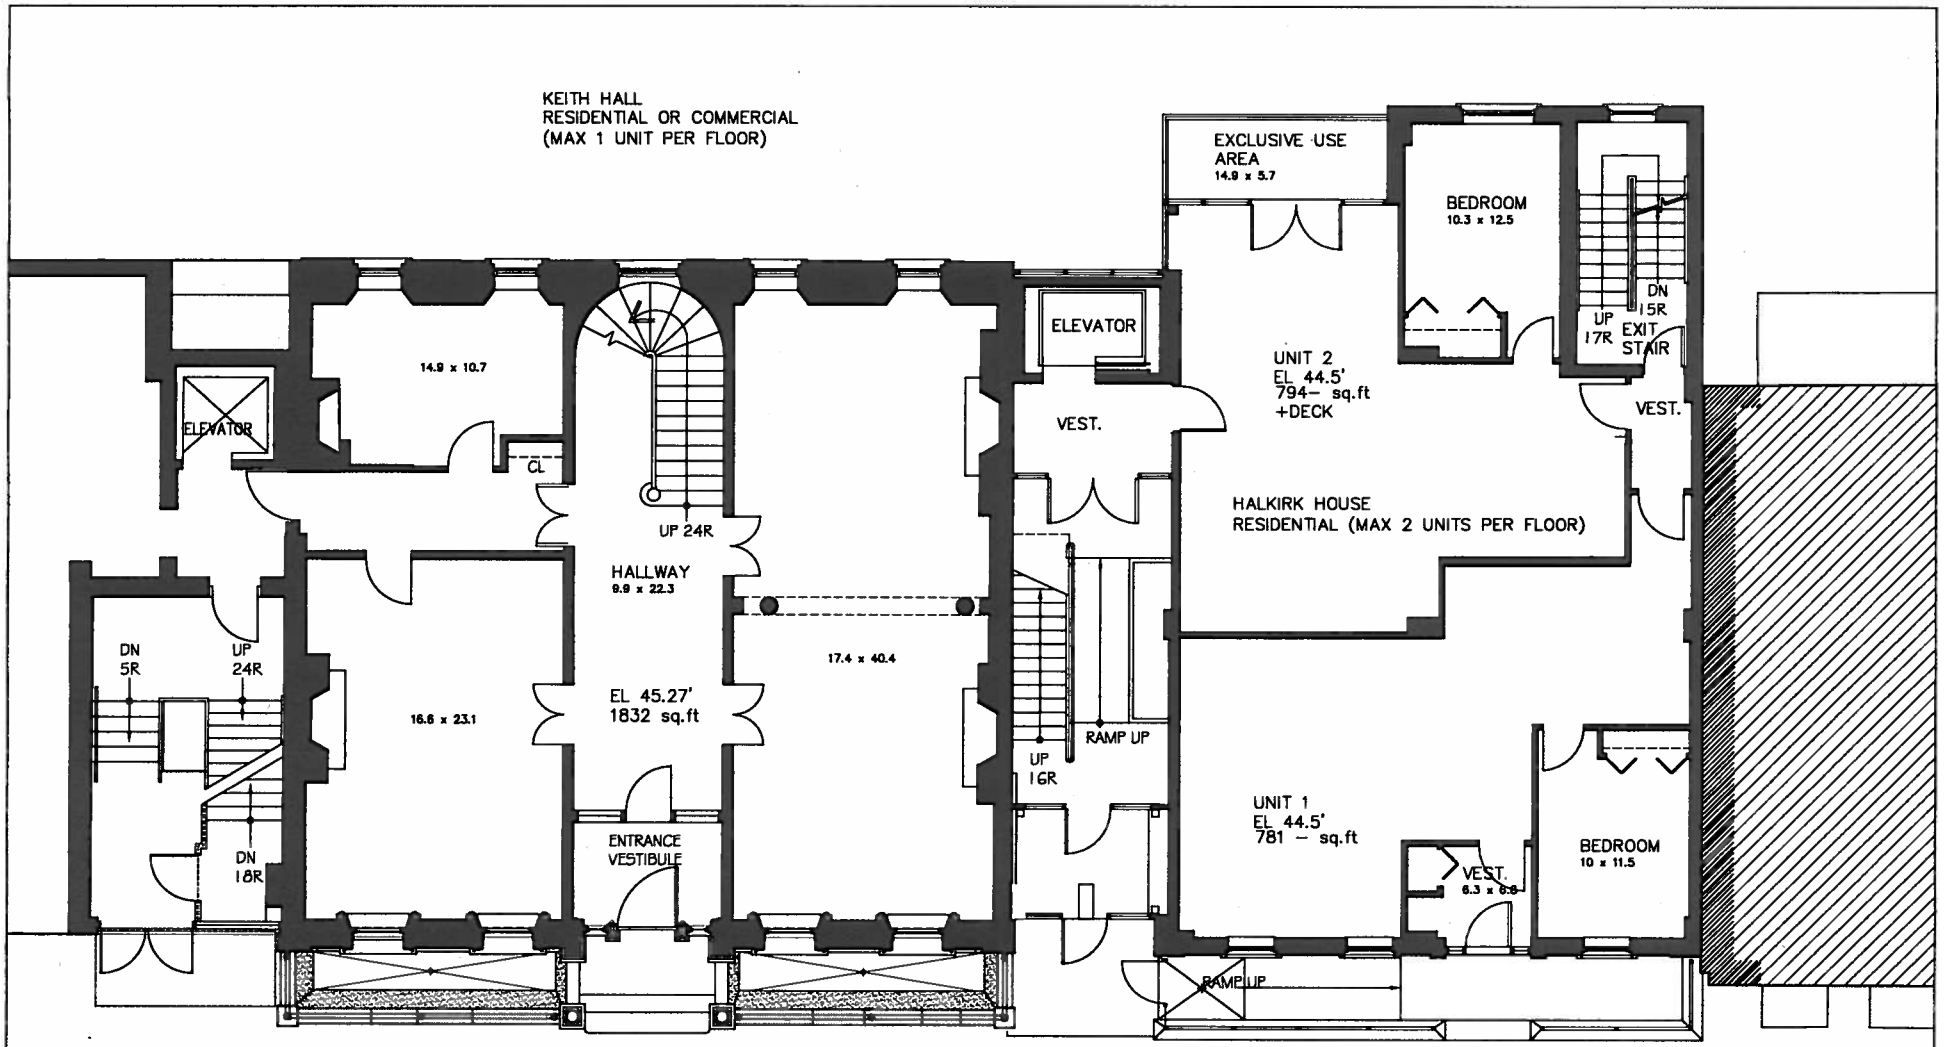 KEITH HALL
RESIDENTIAL OR COMMERCIAL
(MAX 1 UNIT PER FLOOR)
EXCLUSIVE USE
AREA
14.9 x 5.7
BEDROOM
10.3 x 12.5
DN
15R
UP
17R
EXIT
STAIR
ELEVATOR
14.9 x 10.7
UNIT 2
EL 44.5'
794- sq.ft
+DECK
VEST.
VEST.
ELEVATOR
CL
UP 24R
HALKIRK HOUSE
RESIDENTIAL (MAX 2 UNITS PER FLOOR)
HALLWAY
9.9 x 22.3
DN
5R
UP
24R
17.4 x 40.4
EL 45.27'
1832 sq.ft
16.6 x 23.1
RAMP UP
UP
16R
UNIT 1
EL 44.5'
781 - sq.ft
ENTRANCE
VESTIBULE
BEDROOM
10 x 11.5
DN
18R
VEST.
6.3 x 6.6
RAMP UP